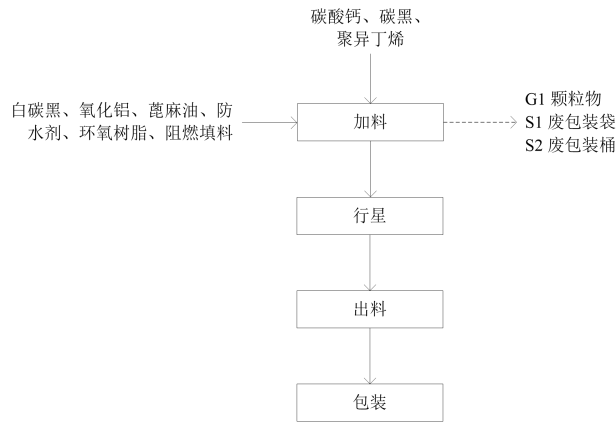 碳酸钙、碳黑、
聚异丁烯
白碳黑、氧化铝、蓖麻油、防
水剂、环氧树脂、阻燃填料
加料
G1 颗粒物
S1 废包装袋
S2 废包装桶
行星
出料
包装